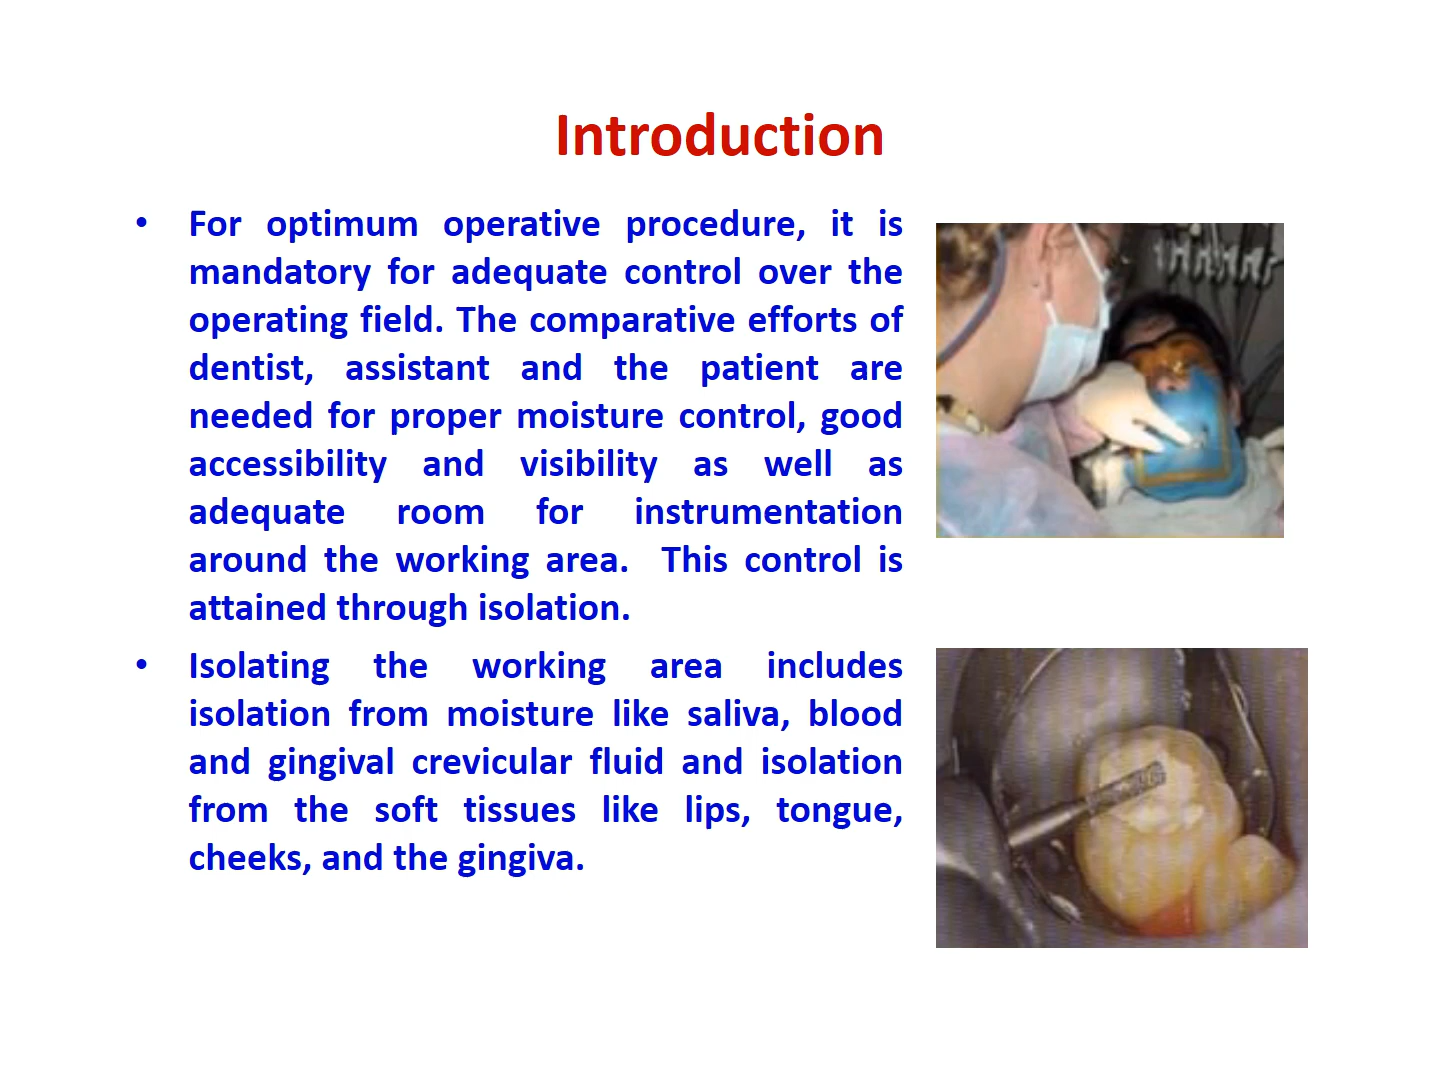 Introduction
• For optimum operative procedure, it is
mandatory for adequate control over the
operating field. The comparative efforts of
dentist, assistant and the patient are
needed for proper moisture control, good
accessibility and visibility as well as
adequate room for instrumentation
around the working area.  This control is
attained through isolation.
• Isolating the working area includes
isolation from moisture like saliva, blood
and gingival crevicular fluid and isolation
from the soft tissues like lips, tongue,
cheeks, and the gingiva.